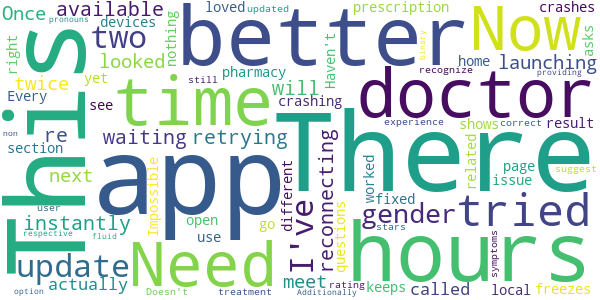 Once
available
loved
updated
pronouns
prescription
crashes
right
devices
nothing
two
better
Now
asks
looked
yet
pharmacy
Haven't
still
binary
home
launching
recognize
providing
This
twice
Every
time
will
doctor
see
crashing
non
re
waiting
retrying
experience
correct
result
section
app
There
shows
related
page
issue
suggest
next
Impossible
different
I've
reconnecting
worked
fixed
gender
tried
user
instantly
open
go
questions
stars
hours
symptoms
respective
update
Need
use
meet
fluid
actually
rating
keeps
called
local
freezes
option
Doesn't
treatment
Additionally